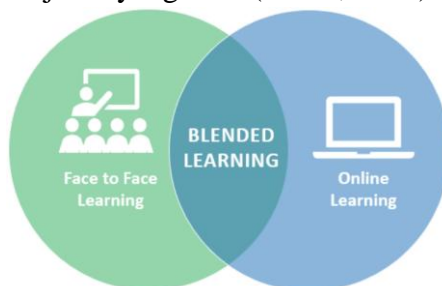 BLENDED
LEARNING
Face to Face
Learning
Online
Learning